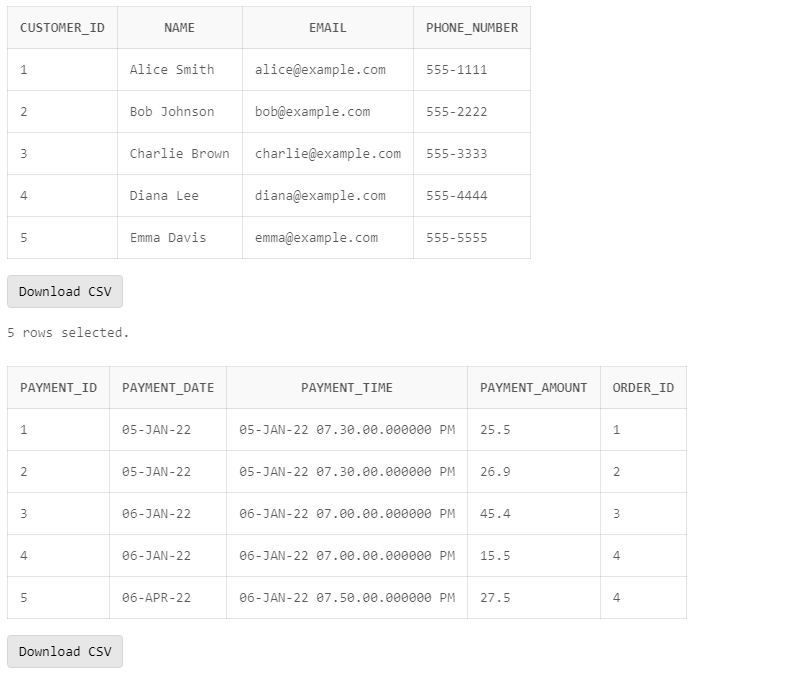 CUSTOMER_ID NAME EMAIL PHONE_NUMBER
1 Alice Smith alice@example.com 555-1111
2 Bob Johnson bob@example.com 555-2222
3 Charlie Brown charlie@example.com 555-3333
4 Diana Lee diana@example.com 555-4444
5 Emma Davis emma@example.com 555-5555
Download CSV
5 rows selected.
PAYMENT_ID PAYMENT_DATE PAYMENT_TIME PAYMENT_AMOUNT ORDER_ID
1 05-JAN-22 05-JAN-22 07.30.00.000000 PM 25.5 1
2 05-JAN-22 05-JAN-22 07.30.00.000000 PM 26.9 2
3 06-JAN-22 06-JAN-22 07.00.00.000000 PM 45.4 3
4 06-JAN-22 06-JAN-22 07.00.00.000000 PM 15.5 4
5 06-APR-22 06-JAN-22 07.50.00.000000 PM 27.5 4
Download CSV